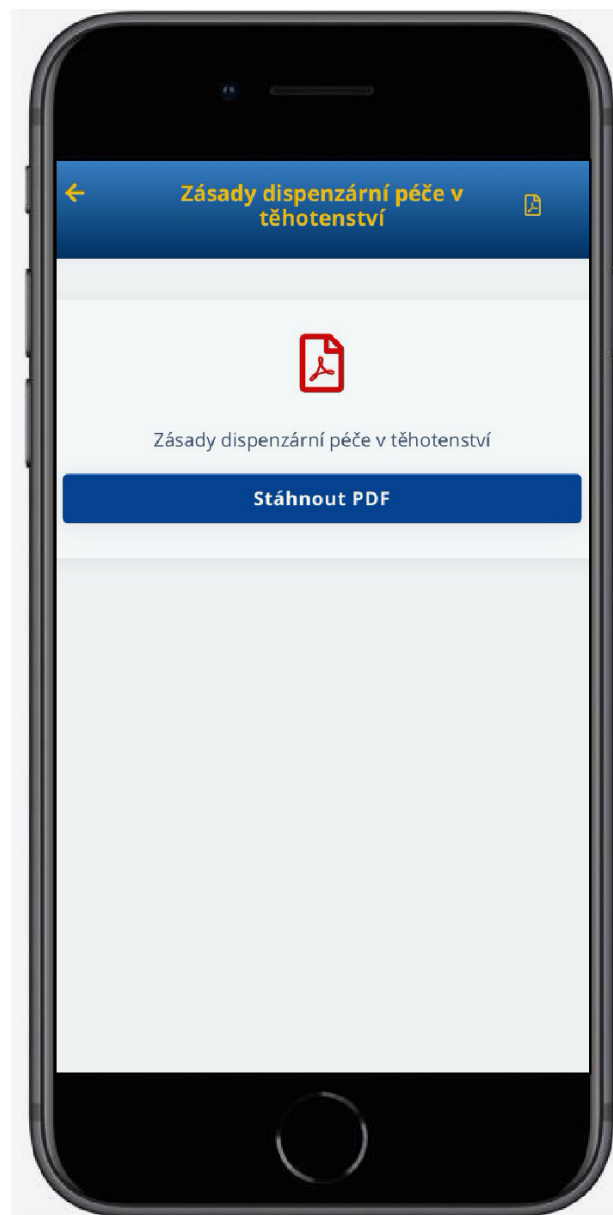 Zásady dispenzární péče v
těhotenství
Zásady dispenzární péče v těhotenství
Stáhnout PDF